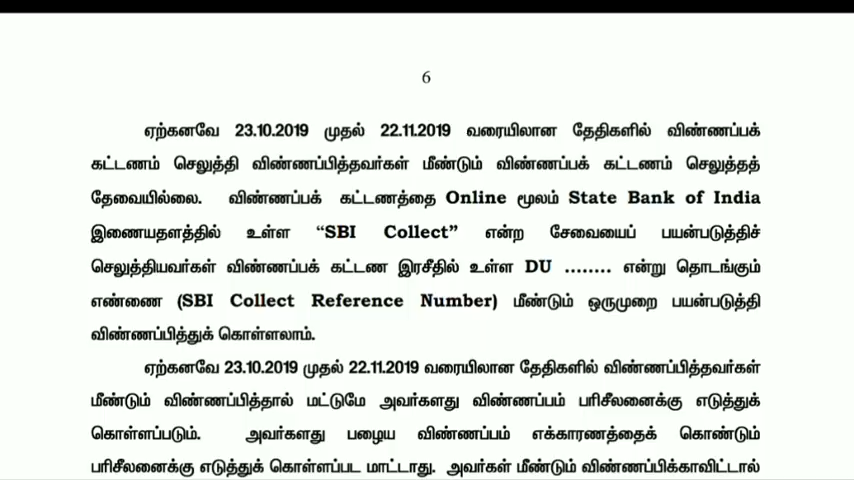 6
ஏற்கனவே 23.10.2019 முதல் 22.11.2019 வரையிலான தேதிகளில் விண்ணப்பக்
கட்டணம் செலுத்தி விண்ணப்பித்தவர்கள் மீண்டும் விண்ணப்பக் கட்டணம் செலுத்தத்
தேவையில்லை. விண்ணப்பக் கட்டணத்தை Online மூலம் State Bank of India
இணையதளத்தில் உள்ள “SBI Collect” என்ற சேவையைப் பயன்படுத்திச்
செலுத்தியவர்கள் விண்ணப்பக் கட்டண இரசீதில் உள்ள DU ........ என்று தொடங்கும்
எண்ணை (SBI Collect Reference Number) மீண்டும் ஒருமுறை பயன்படுத்தி
விண்ணப்பித்துக் கொள்ளலாம்.
ஏற்கனவே 23.10.2019 முதல் 22.11.2019 வரையிலான தேதிகளில் விண்ணப்பித்தவர்கள்
மீண்டும் விண்ணப்பித்தால் மட்டுமே அவர்களது விண்ணப்பம் பரிசீலனைக்கு எடுத்துக்
கொள்ளப்படும். அவர்களது பழைய விண்ணப்பம் எக்காரணத்தைக் கொண்டும்
பரிசீலனைக்கு எடுத்துக் கொள்ளப்பட மாட்டாது. அவர்கள் மீண்டும் விண்ணப்பிக்காவிட்டால்